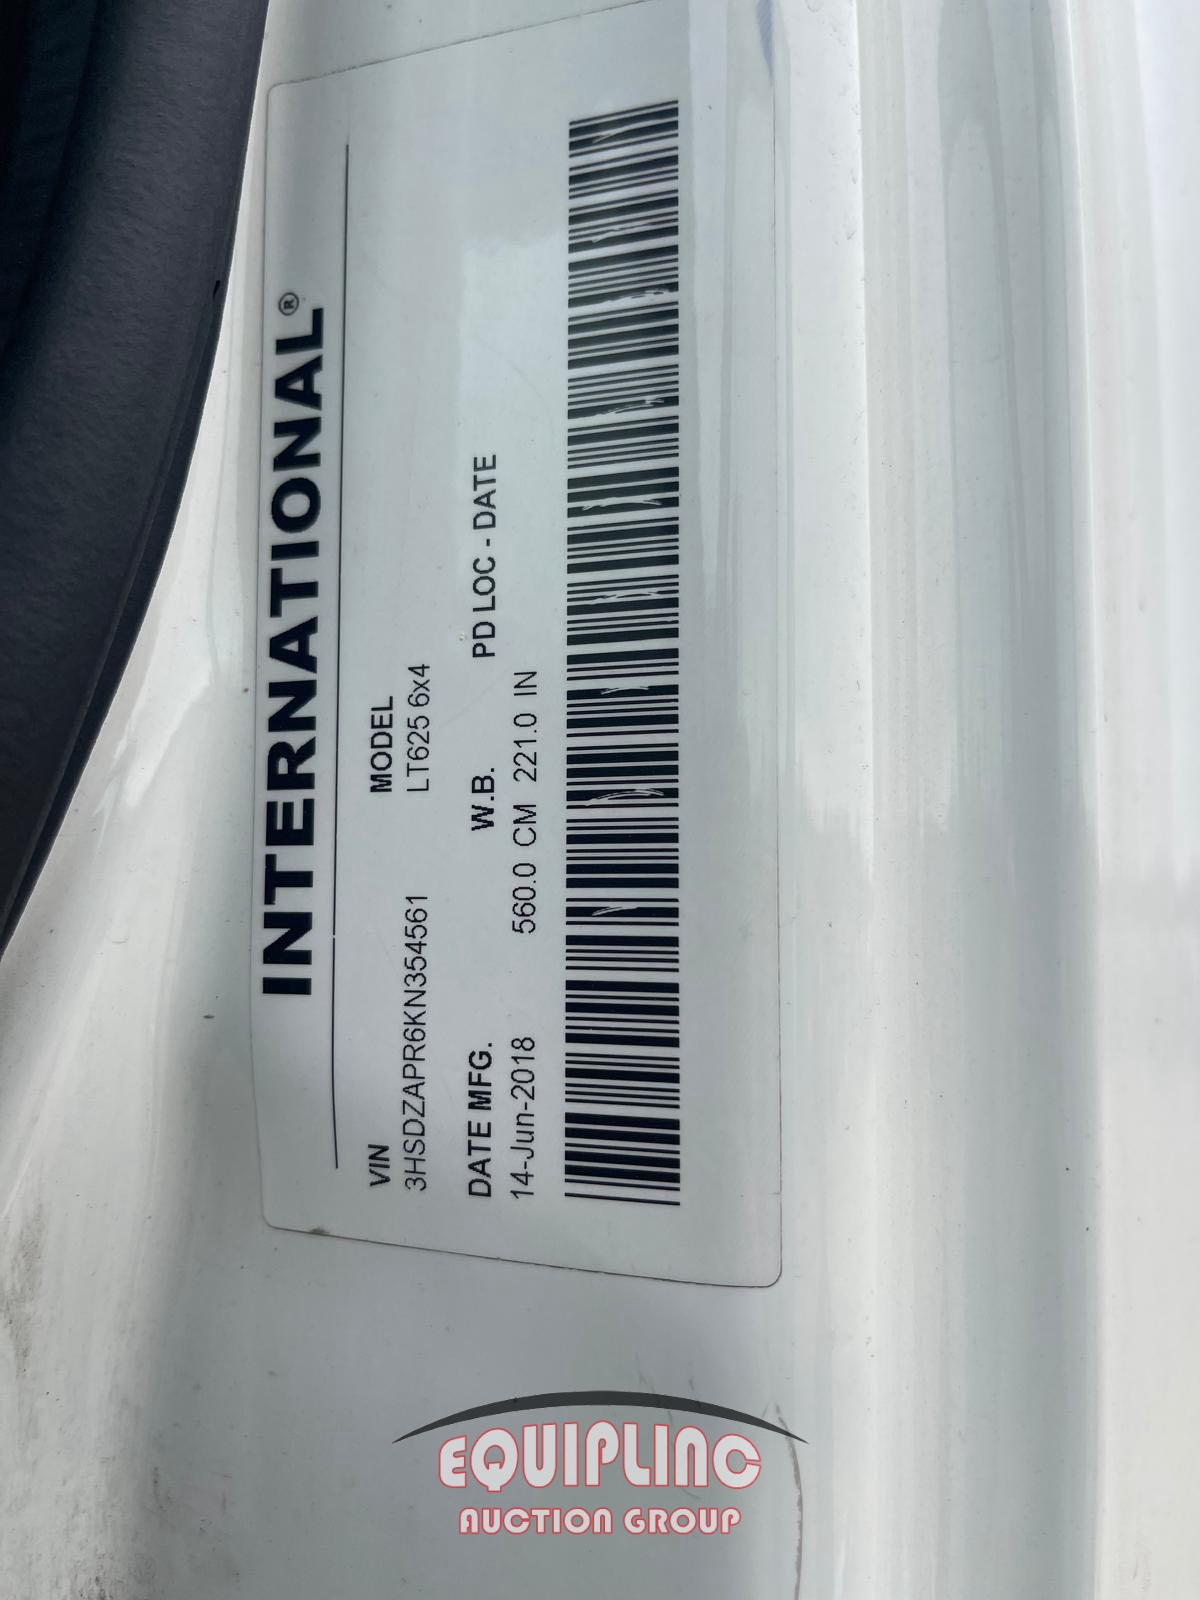 INTERNATIONAL®
VIN MODEL
3HSDZAPR6KN354561 LT625 6x4
DATE MFG. W.B. PD LOC - DATE
14-Jun-2018 560.0 CM 221.0 IN
EQUIPLINC
AUCTION GROUP